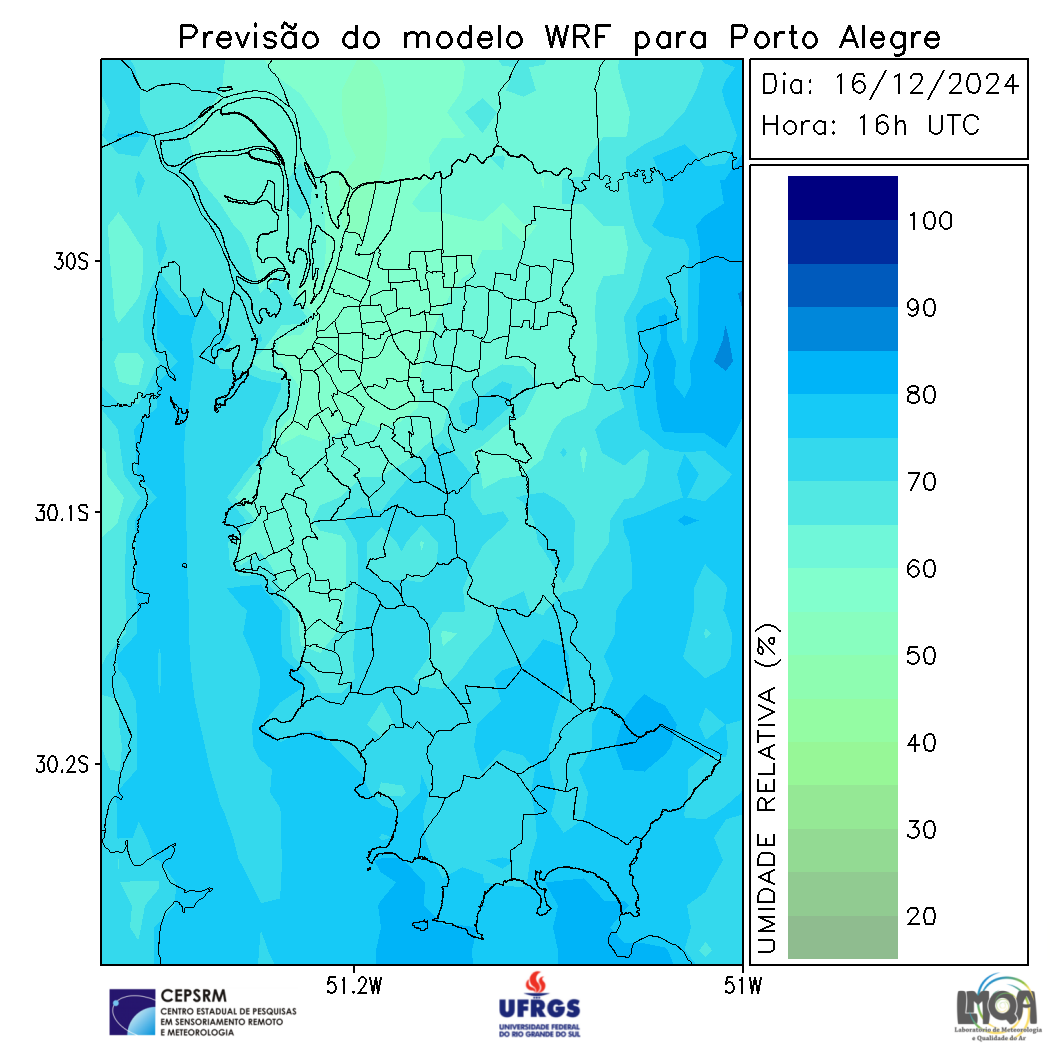 Previsão do modelo WRF para Porto Alegre
Dia: 16/12/2024
Hora: 16h UTC
100
90
80
70
60
50
40
30
20
UMIDADE RELATIVA (%)
30S
30.1S
30.2S
51.2W
51W
CEPSRM
CENTRO ESTADUAL DE PESQUISAS
EM SENSORIAMENTO REMOTO
E METEOROLOGIA
UFRGS
UNIVERSIDADE FEDERAL
DO RIO GRANDE DO SUL
LMQA
Laboratório de Meteorologia
e Qualidade do Ar